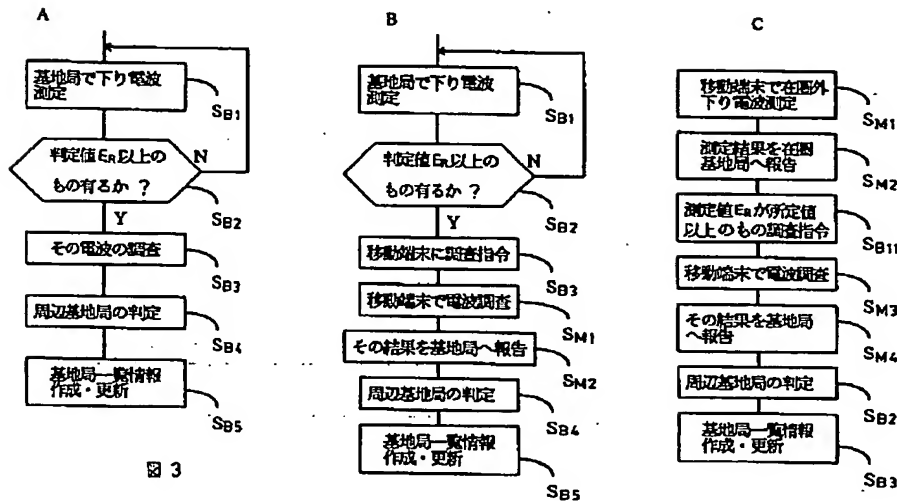 A
基地局で下り電波
測定
SB1
判定値ER以上の
もの有るか ?
N
SB2
Y
その電波の調査
SB3
周辺基地局の判定
SB4
基地局一覧情報
作成・更新
SB5
図 3
B
基地局で下り電波
測定
SB1
判定値ER以上の
もの有るか ?
N
SB2
Y
移動端末に調査指令
SB3
移動端末で電波調査
SM1
その結果を基地局へ報告
SM2
周辺基地局の判定
SB4
基地局一覧情報
作成・更新
SB5
C
移動端末で在圏外
下り電波測定
SM1
測定結果を在圏
基地局へ報告
SM2
測定値ERが所定値
以上のもの調査指令
SB11
移動端末で電波調査
SM3
その結果を基地局
へ報告
SM4
周辺基地局の判定
SB2
基地局一覧情報
作成・更新
SB3